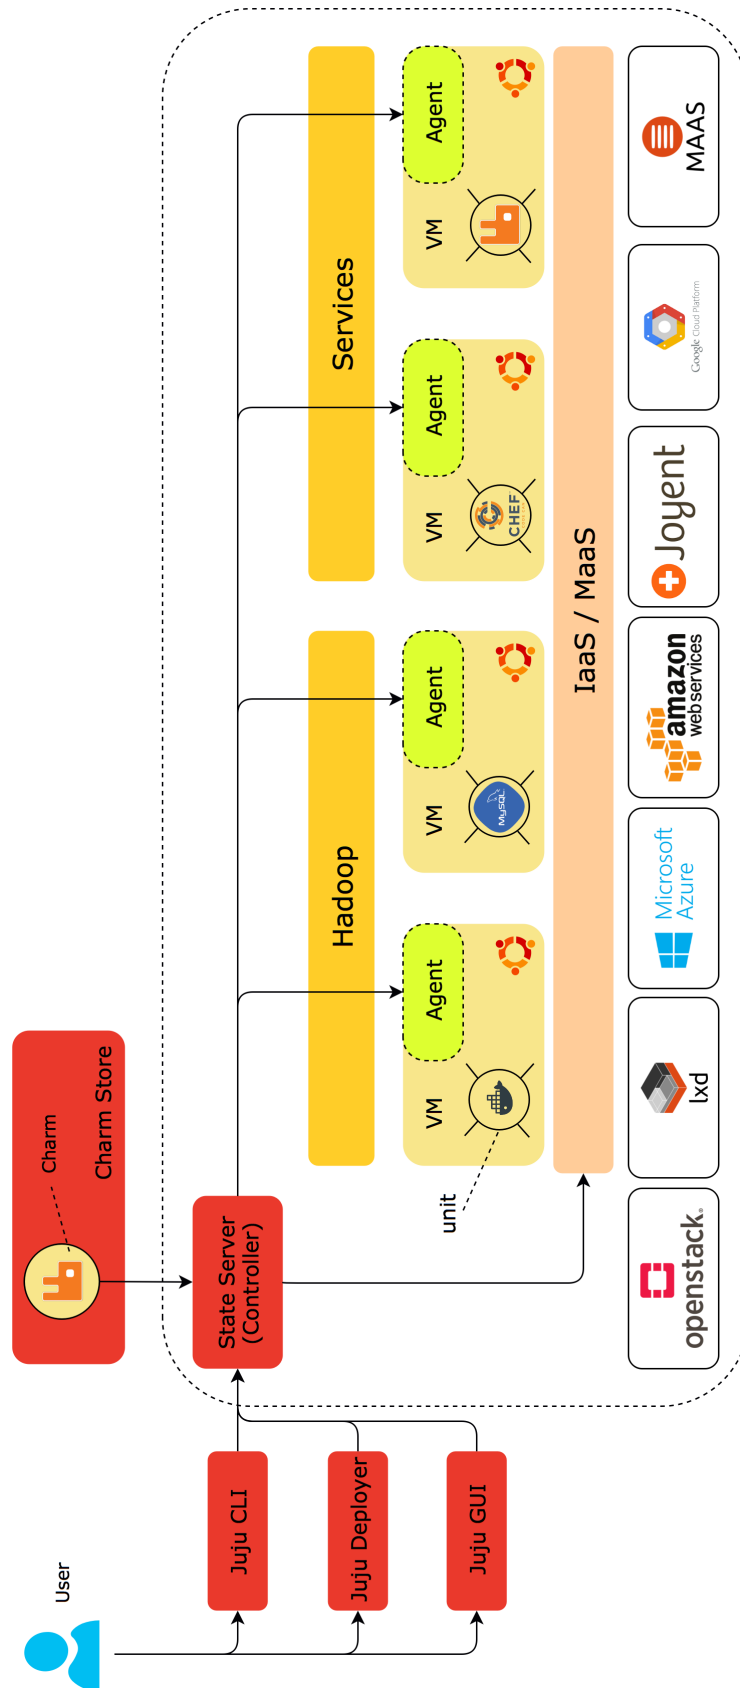 User
Charm
Charm Store
Juju CLI
Juju Deployer
Juju GUI
State Server
(Controller)
Hadoop
Services
Agent
Agent
Agent
Agent
VM
VM
VM
VM
MySQL
CHEF
unit
IaaS / MaaS
openstack®
lxd
Microsoft
Azure
amazon
webservices
Joyent
Google Cloud Platform
MAAS